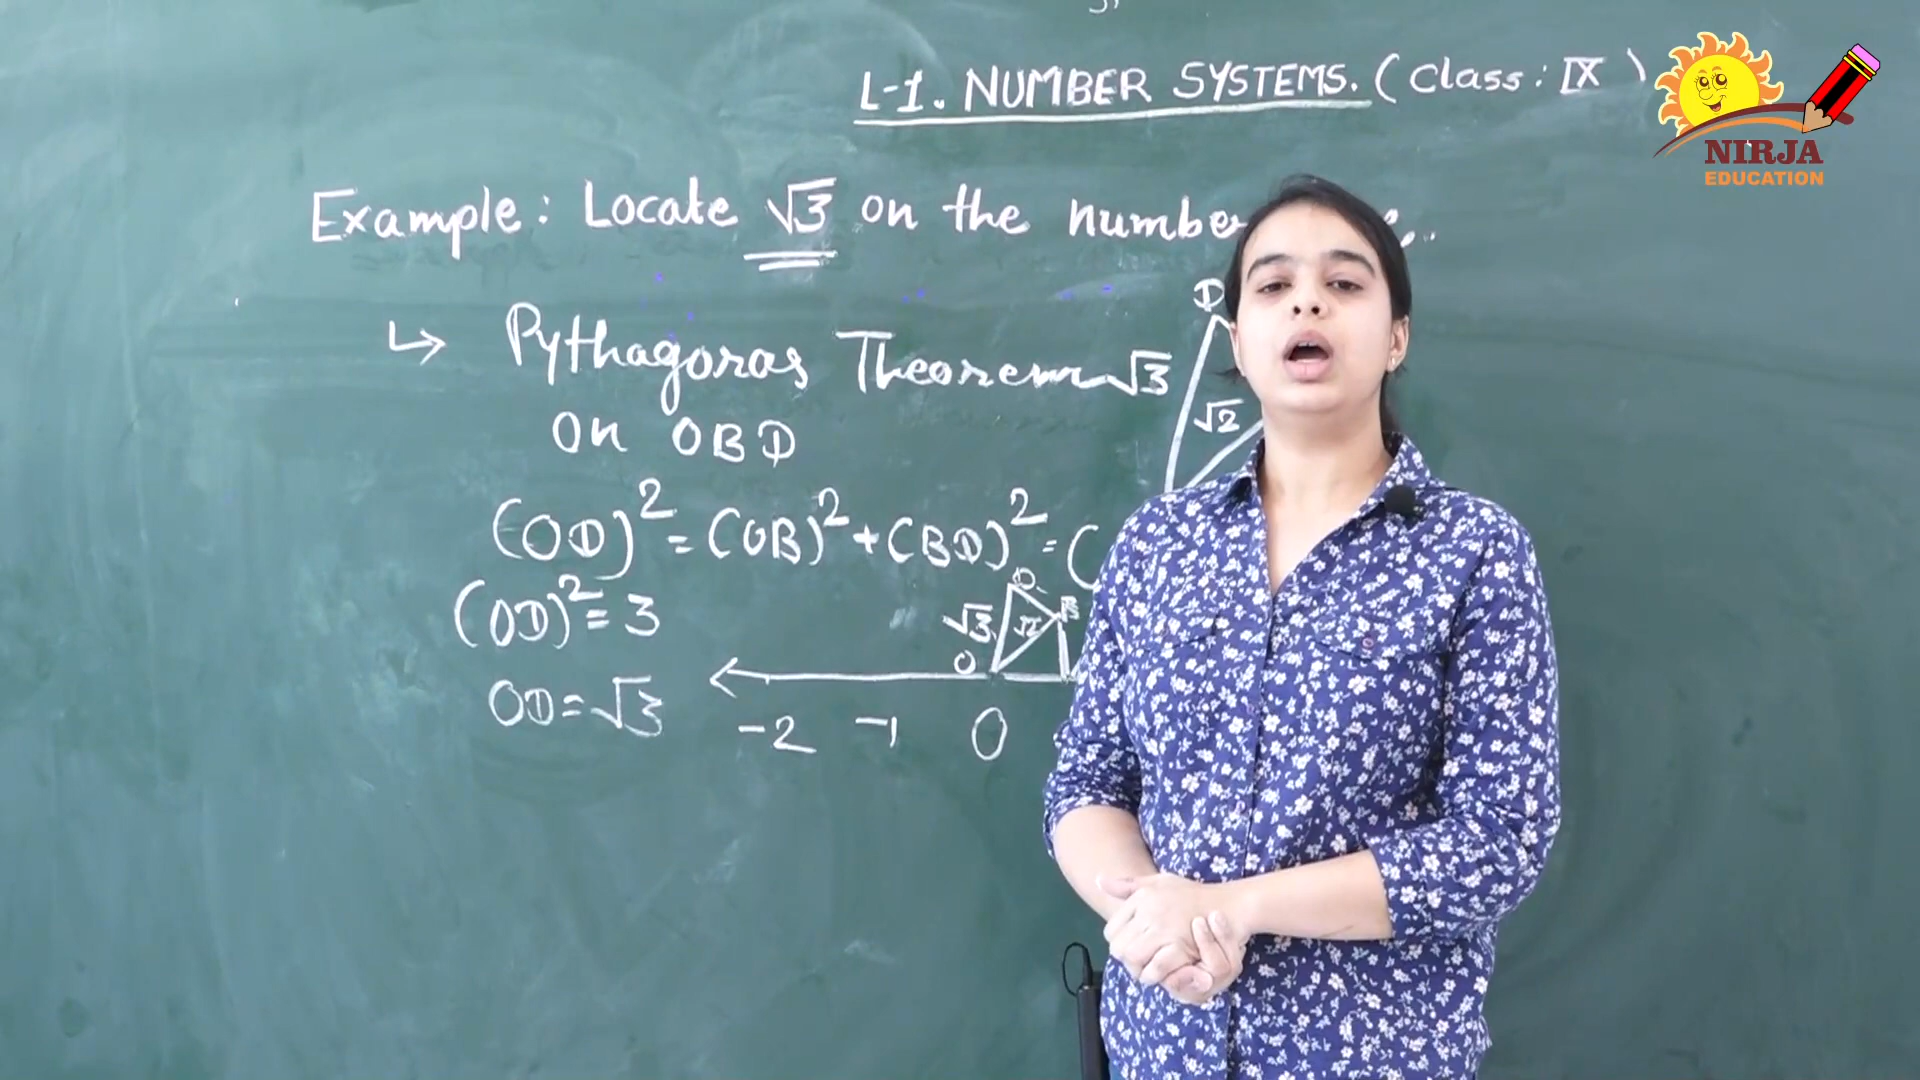 L-1. NUMBER SYSTEMS. (Class: IX)
NIRJA
EDUCATION
Example: Locate √3 on the
↳ Pythagoras Theorem
on OBD
D
√3
√2
(OD)² = (OB)² + (BD)² = (
(OD)² = 3
OD = √3
D
√3 √2 B
O
-2 -1 0